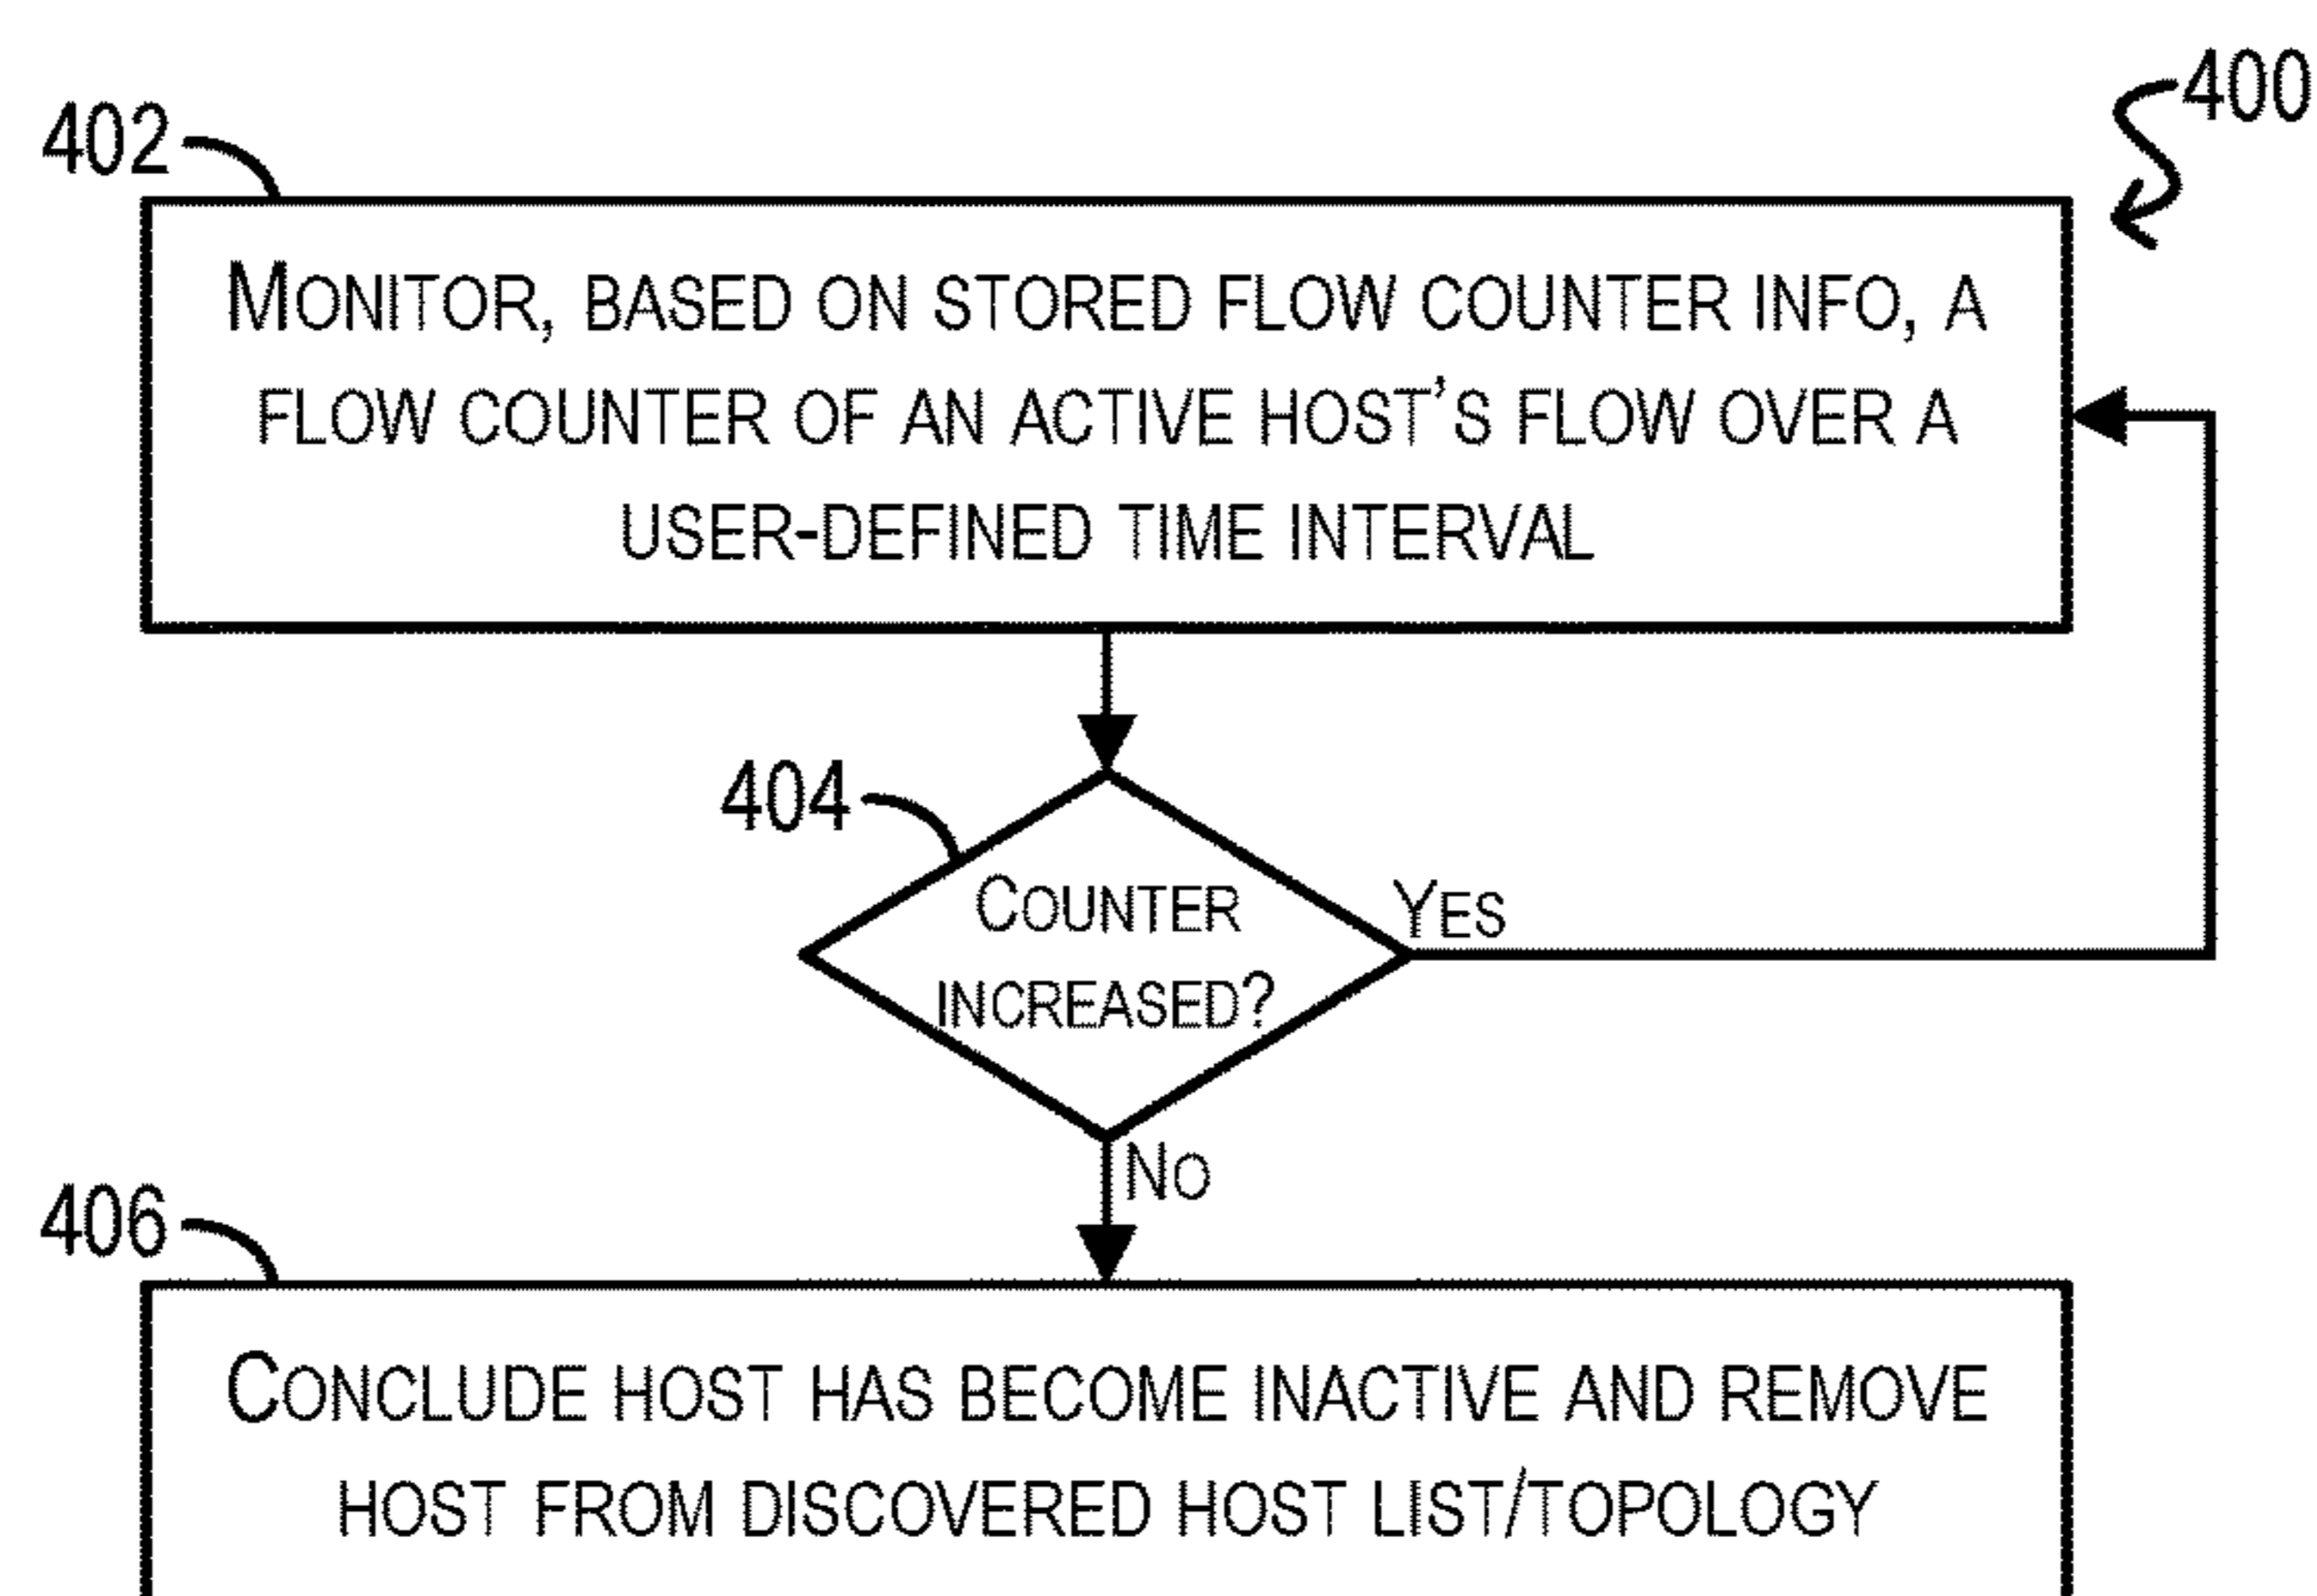 400
402
MONITOR, BASED ON STORED FLOW COUNTER INFO, A
FLOW COUNTER OF AN ACTIVE HOST'S FLOW OVER A
USER-DEFINED TIME INTERVAL
404
COUNTER
INCREASED?
YES
NO
406
CONCLUDE HOST HAS BECOME INACTIVE AND REMOVE
HOST FROM DISCOVERED HOST LIST/TOPOLOGY